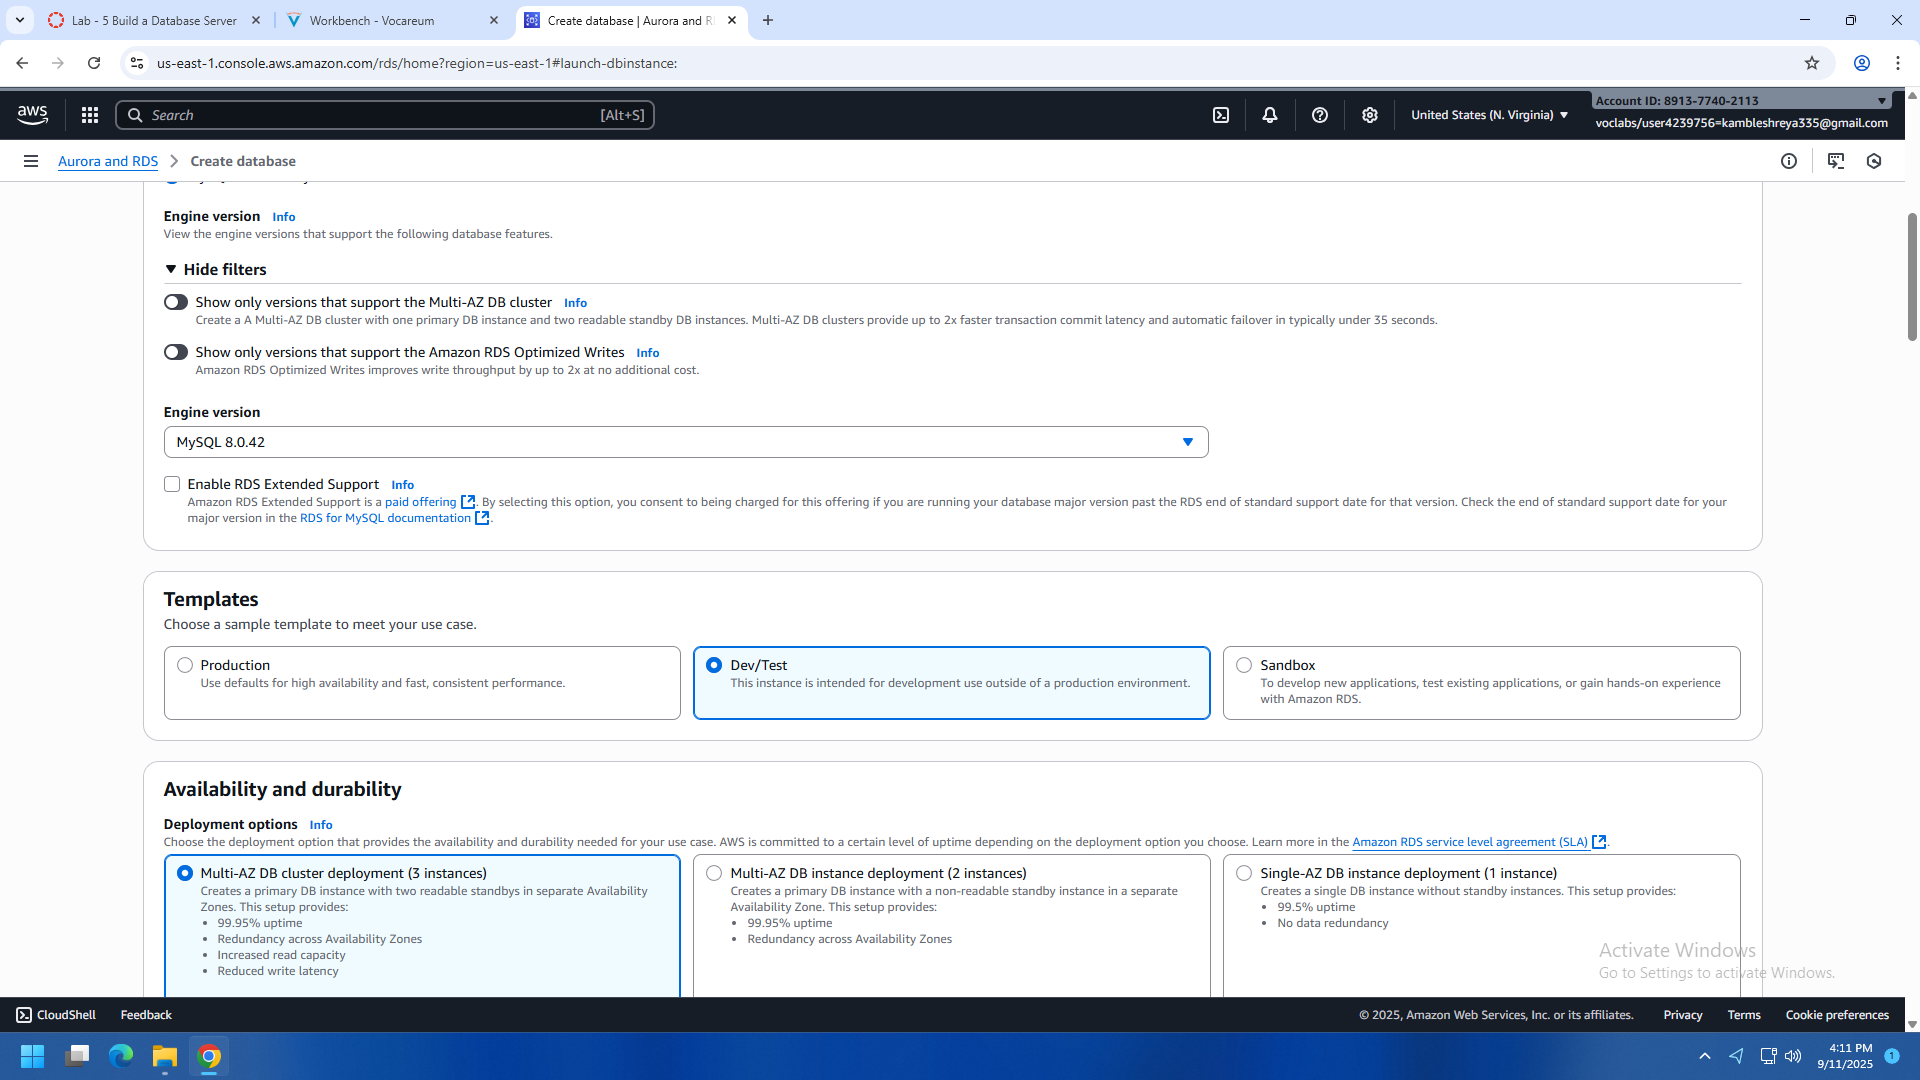 Lab - 5 Build a Database Server
Workbench - Vocareum
Create database | Aurora and R
us-east-1.console.aws.amazon.com/rds/home?region=us-east-1#launch-dbinstance:
aws
Search
[Alt+S]
United States (N. Virginia)
Account ID: 8913-7740-2113
voclabs/user4239756=kambleshreya335@gmail.com
Aurora and RDS
Create database
Engine version Info
View the engine versions that support the following database features.
Hide filters
Show only versions that support the Multi-AZ DB cluster Info
Create a A Multi-AZ DB cluster with one primary DB instance and two readable standby DB instances. Multi-AZ DB clusters provide up to 2x faster transaction commit latency and automatic failover in typically under 35 seconds.
Show only versions that support the Amazon RDS Optimized Writes Info
Amazon RDS Optimized Writes improves write throughput by up to 2x at no additional cost.
Engine version
MySQL 8.0.42
Enable RDS Extended Support Info
Amazon RDS Extended Support is a paid offering. By selecting this option, you consent to being charged for this offering if you are running your database major version past the RDS end of standard support date for that version. Check the end of standard support date for your
major version in the RDS for MySQL documentation.
Templates
Choose a sample template to meet your use case.
Production
Use defaults for high availability and fast, consistent performance.
Dev/Test
This instance is intended for development use outside of a production environment.
Sandbox
To develop new applications, test existing applications, or gain hands-on experience
with Amazon RDS.
Availability and durability
Deployment options Info
Choose the deployment option that provides the availability and durability needed for your use case. AWS is committed to a certain level of uptime depending on the deployment option you choose. Learn more in the Amazon RDS service level agreement (SLA).
Multi-AZ DB cluster deployment (3 instances)
Creates a primary DB instance with two readable standbys in separate Availability
Zones. This setup provides:
• 99.95% uptime
• Redundancy across Availability Zones
• Increased read capacity
• Reduced write latency
Multi-AZ DB instance deployment (2 instances)
Creates a primary DB instance with a non-readable standby instance in a separate
Availability Zone. This setup provides:
• 99.95% uptime
• Redundancy across Availability Zones
Single-AZ DB instance deployment (1 instance)
Creates a single DB instance without standby instances. This setup provides:
• 99.5% uptime
• No data redundancy
Activate Windows
Go to Settings to activate Windows.
CloudShell
Feedback
© 2025, Amazon Web Services, Inc. or its affiliates.
Privacy
Terms
Cookie preferences
4:11 PM
9/11/2025
1